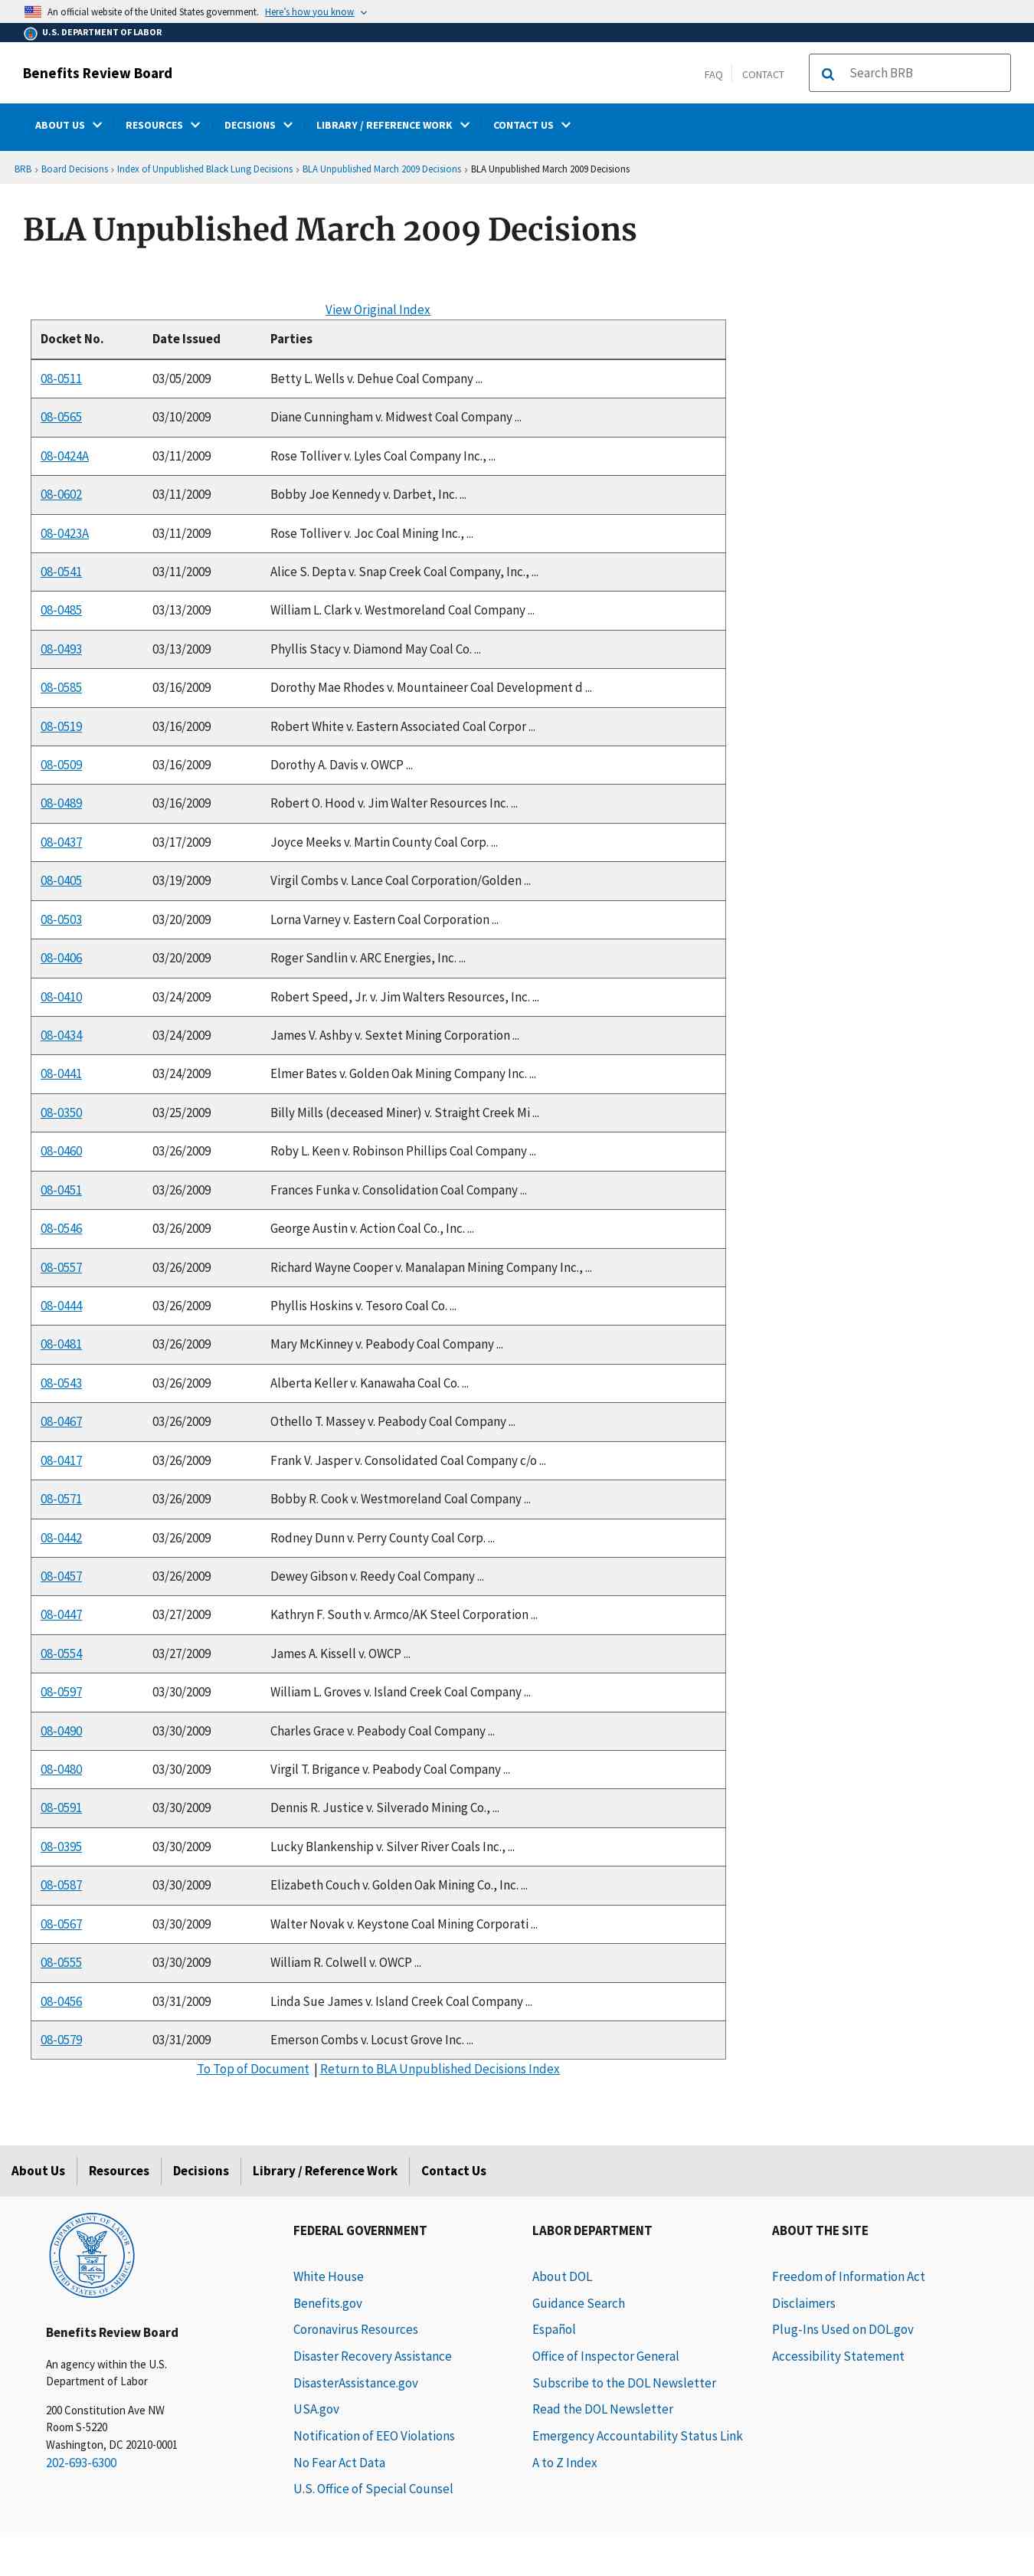 An official website of the United States government. Here's how you know
U.S. DEPARTMENT OF LABOR
Benefits Review Board
FAQ CONTACT Search BRB
ABOUT US RESOURCES DECISIONS LIBRARY / REFERENCE WORK CONTACT US
BRB › Board Decisions › Index of Unpublished Black Lung Decisions › BLA Unpublished March 2009 Decisions › BLA Unpublished March 2009 Decisions
BLA Unpublished March 2009 Decisions
View Original Index
Docket No. Date Issued Parties
08-0511 03/05/2009 Betty L. Wells v. Dehue Coal Company ...
08-0565 03/10/2009 Diane Cunningham v. Midwest Coal Company ...
08-0424A 03/11/2009 Rose Tolliver v. Lyles Coal Company Inc., ...
08-0602 03/11/2009 Bobby Joe Kennedy v. Darbet, Inc. ...
08-0423A 03/11/2009 Rose Tolliver v. Joc Coal Mining Inc., ...
08-0541 03/11/2009 Alice S. Depta v. Snap Creek Coal Company, Inc., ...
08-0485 03/13/2009 William L. Clark v. Westmoreland Coal Company ...
08-0493 03/13/2009 Phyllis Stacy v. Diamond May Coal Co. ...
08-0585 03/16/2009 Dorothy Mae Rhodes v. Mountaineer Coal Development d ...
08-0519 03/16/2009 Robert White v. Eastern Associated Coal Corpor ...
08-0509 03/16/2009 Dorothy A. Davis v. OWCP ...
08-0489 03/16/2009 Robert O. Hood v. Jim Walter Resources Inc. ...
08-0437 03/17/2009 Joyce Meeks v. Martin County Coal Corp. ...
08-0405 03/19/2009 Virgil Combs v. Lance Coal Corporation/Golden ...
08-0503 03/20/2009 Lorna Varney v. Eastern Coal Corporation ...
08-0406 03/20/2009 Roger Sandlin v. ARC Energies, Inc. ...
08-0410 03/24/2009 Robert Speed, Jr. v. Jim Walters Resources, Inc. ...
08-0434 03/24/2009 James V. Ashby v. Sextet Mining Corporation ...
08-0441 03/24/2009 Elmer Bates v. Golden Oak Mining Company Inc. ...
08-0350 03/25/2009 Billy Mills (deceased Miner) v. Straight Creek Mi ...
08-0460 03/26/2009 Roby L. Keen v. Robinson Phillips Coal Company ...
08-0451 03/26/2009 Frances Funka v. Consolidation Coal Company ...
08-0546 03/26/2009 George Austin v. Action Coal Co., Inc. ...
08-0557 03/26/2009 Richard Wayne Cooper v. Manalapan Mining Company Inc., ...
08-0444 03/26/2009 Phyllis Hoskins v. Tesoro Coal Co. ...
08-0481 03/26/2009 Mary McKinney v. Peabody Coal Company ...
08-0543 03/26/2009 Alberta Keller v. Kanawaha Coal Co. ...
08-0467 03/26/2009 Othello T. Massey v. Peabody Coal Company ...
08-0417 03/26/2009 Frank V. Jasper v. Consolidated Coal Company c/o ...
08-0571 03/26/2009 Bobby R. Cook v. Westmoreland Coal Company ...
08-0442 03/26/2009 Rodney Dunn v. Perry County Coal Corp. ...
08-0457 03/26/2009 Dewey Gibson v. Reedy Coal Company ...
08-0447 03/27/2009 Kathryn F. South v. Armco/AK Steel Corporation ...
08-0554 03/27/2009 James A. Kissell v. OWCP ...
08-0597 03/30/2009 William L. Groves v. Island Creek Coal Company ...
08-0490 03/30/2009 Charles Grace v. Peabody Coal Company ...
08-0480 03/30/2009 Virgil T. Brigance v. Peabody Coal Company ...
08-0591 03/30/2009 Dennis R. Justice v. Silverado Mining Co., ...
08-0395 03/30/2009 Lucky Blankenship v. Silver River Coals Inc., ...
08-0587 03/30/2009 Elizabeth Couch v. Golden Oak Mining Co., Inc. ...
08-0567 03/30/2009 Walter Novak v. Keystone Coal Mining Corporati ...
08-0555 03/30/2009 William R. Colwell v. OWCP ...
08-0456 03/31/2009 Linda Sue James v. Island Creek Coal Company ...
08-0579 03/31/2009 Emerson Combs v. Locust Grove Inc. ...
To Top of Document | Return to BLA Unpublished Decisions Index
About Us Resources Decisions Library / Reference Work Contact Us
DEPARTMENT OF LABOR
UNITED STATES OF AMERICA
Benefits Review Board
An agency within the U.S.
Department of Labor
200 Constitution Ave NW
Room S-5220
Washington, DC 20210-0001
202-693-6300
FEDERAL GOVERNMENT
White House
Benefits.gov
Coronavirus Resources
Disaster Recovery Assistance
DisasterAssistance.gov
USA.gov
Notification of EEO Violations
No Fear Act Data
U.S. Office of Special Counsel
LABOR DEPARTMENT
About DOL
Guidance Search
Español
Office of Inspector General
Subscribe to the DOL Newsletter
Read the DOL Newsletter
Emergency Accountability Status Link
A to Z Index
ABOUT THE SITE
Freedom of Information Act
Disclaimers
Plug-Ins Used on DOL.gov
Accessibility Statement